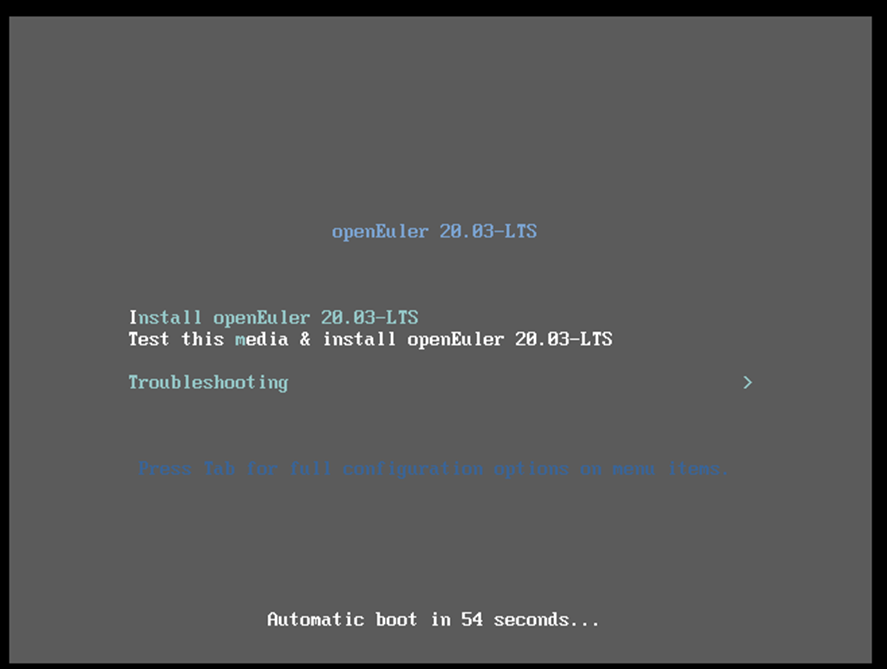 openEuler 20.03-LTS
Install openEuler 20.03-LTS
Test this media & install openEuler 20.03-LTS
Troubleshooting >
Press Tab for full configuration options on menu items.
Automatic boot in 54 seconds...